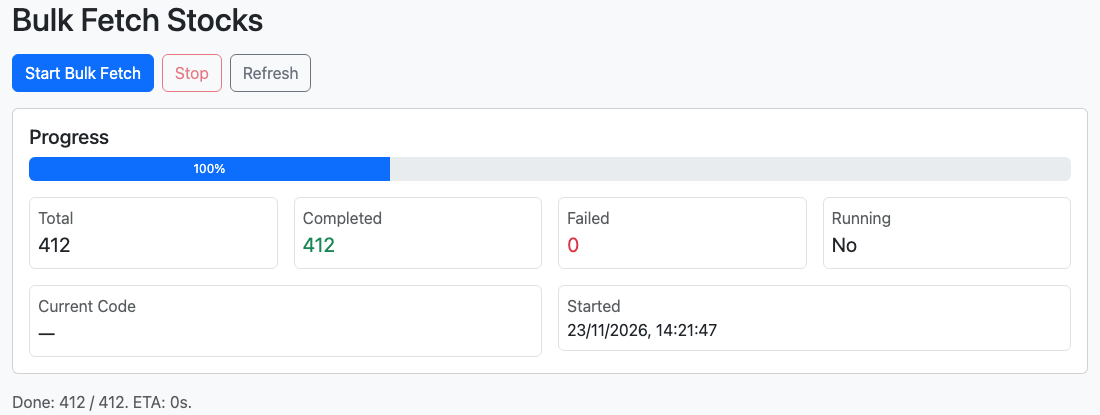 Bulk Fetch Stocks
Start Bulk Fetch Stop Refresh
Progress
100%
Total Completed Failed Running
412 412 0 No
Current Code Started
— 23/11/2026, 14:21:47
Done: 412 / 412. ETA: 0s.